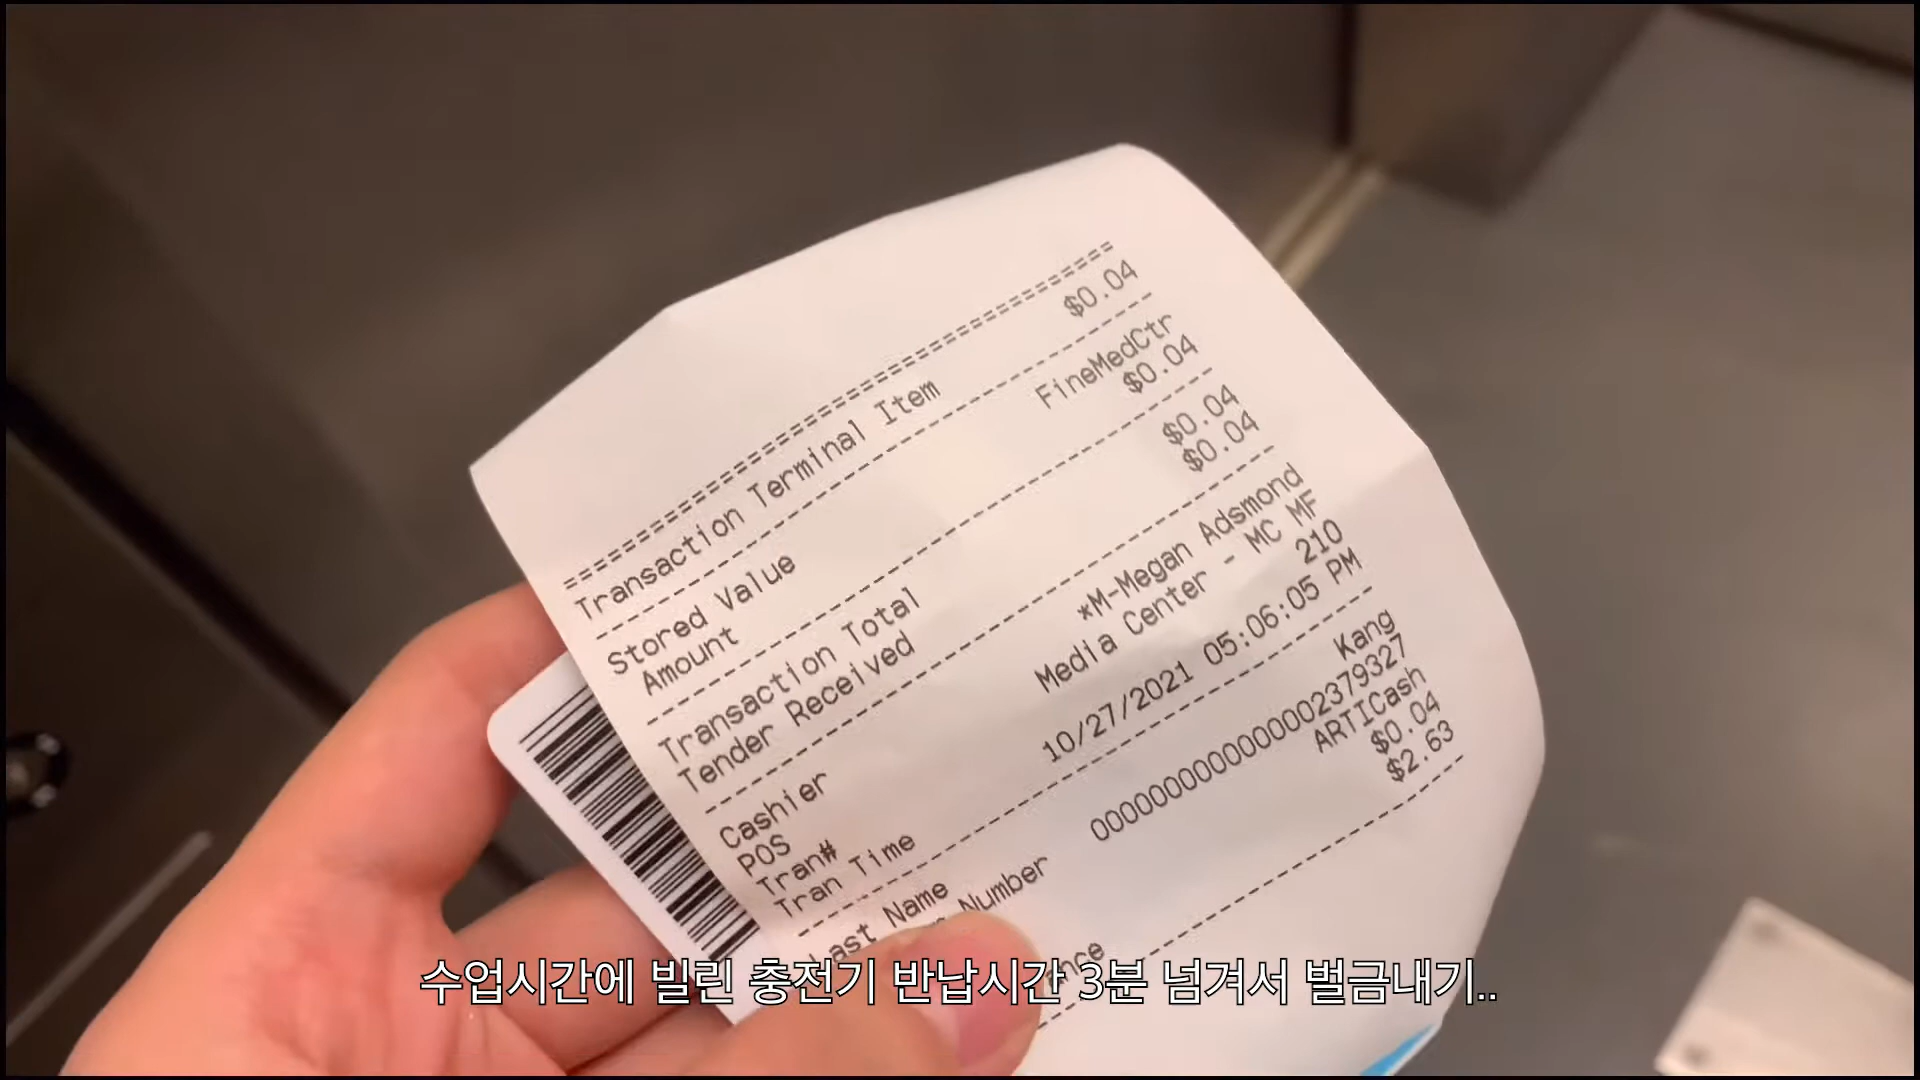 Transaction Terminal Item $0.04
Stored Value FineMedCtr
Amount $0.04
Transaction Total $0.04
Tender Received $0.04
Cashier *M-Megan Adsmond
POS Media Center - MC MF
Tran# 210
Tran Time 10/27/2021 05:06:05 PM
Last Name Kang
Number 0000000000000002379327
ARTICash
$0.04
$2.63
수업시간에 빌린 충전기 반납시간 3분 넘겨서 벌금내기..